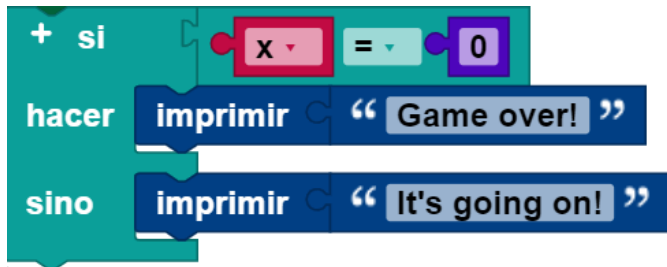 + si x = 0
hacer imprimir “ Game over! ”
sino imprimir “ It's going on! ”